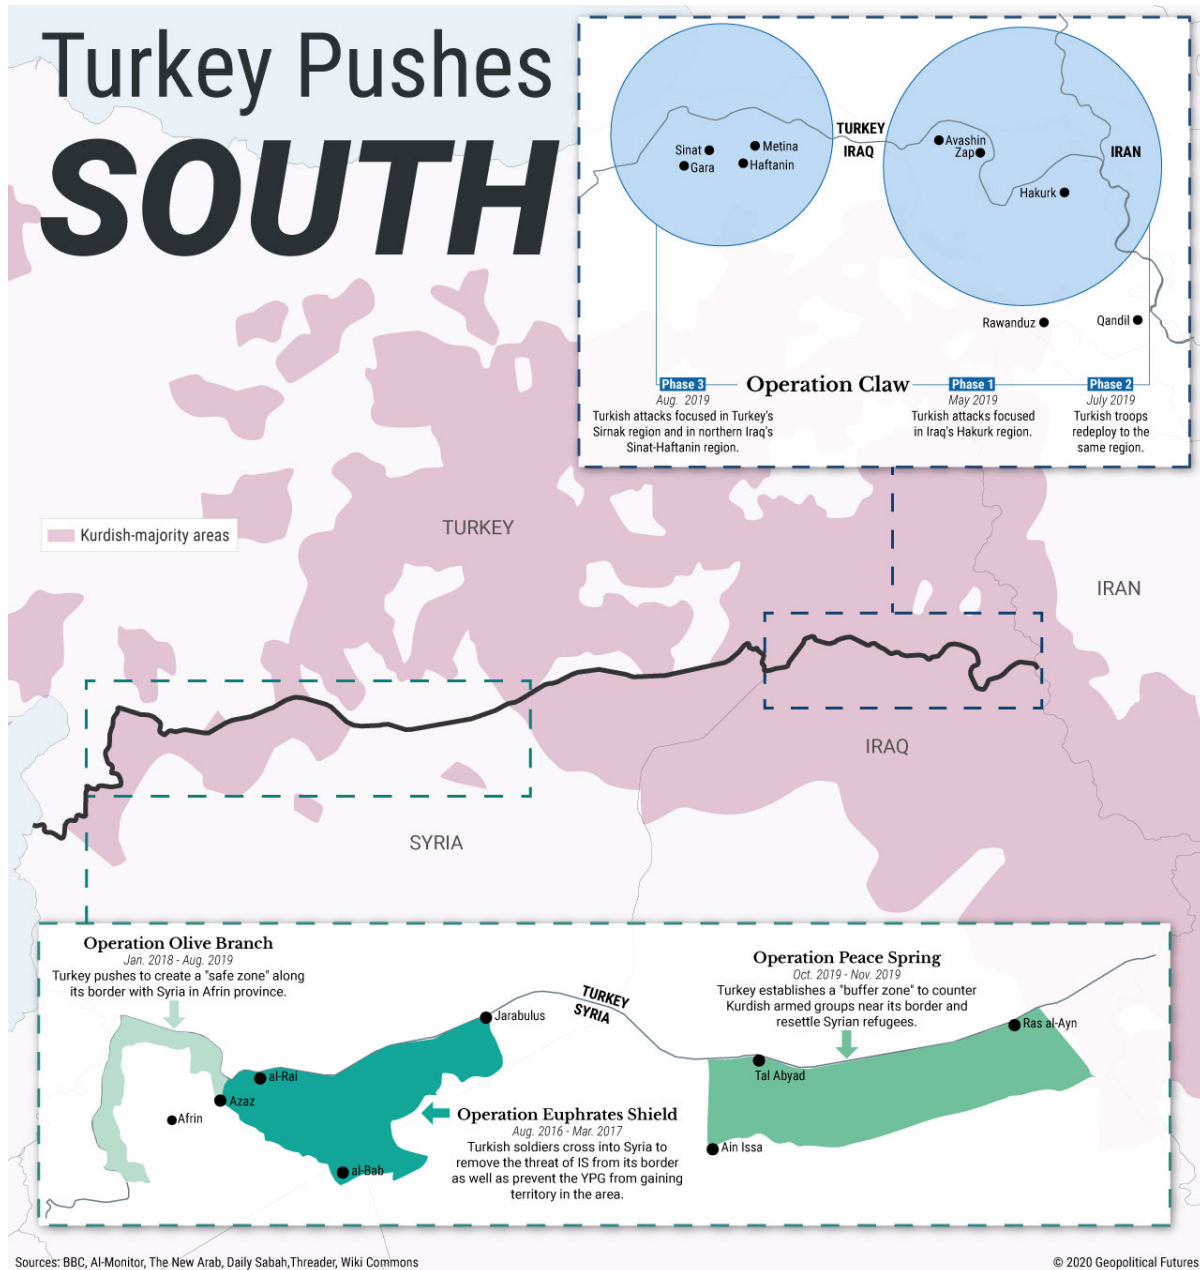 Turkey Pushes
SOUTH
TURKEY
IRAQ
IRAN
Sinat
Metina
Gara
Haftanin
Avashin
Zap
Hakurk
Rawanduz
Qandil
Operation Claw
Phase 3
Aug. 2019
Turkish attacks focused in Turkey's
Sirnak region and in northern Iraq's
Sinat-Haftanin region.
Phase 1
May 2019
Turkish attacks focused
in Iraq's Hakurk region.
Phase 2
July 2019
Turkish troops
redeploy to the
same region.
Kurdish-majority areas
TURKEY
IRAN
IRAQ
SYRIA
Operation Olive Branch
Jan. 2018 - Aug. 2019
Turkey pushes to create a "safe zone" along
its border with Syria in Afrin province.
Operation Peace Spring
Oct. 2019 - Nov. 2019
Turkey establishes a "buffer zone" to counter
Kurdish armed groups near its border and
resettle Syrian refugees.
TURKEY
SYRIA
Jarabulus
Ras al-Ayn
al-Rai
Tal Abyad
Azaz
Afrin
Ain Issa
al-Bab
Operation Euphrates Shield
Aug. 2016 - Mar. 2017
Turkish soldiers cross into Syria to
remove the threat of IS from its border
as well as prevent the YPG from gaining
territory in the area.
Sources: BBC, Al-Monitor, The New Arab, Daily Sabah,Threader, Wiki Commons
© 2020 Geopolitical Futures